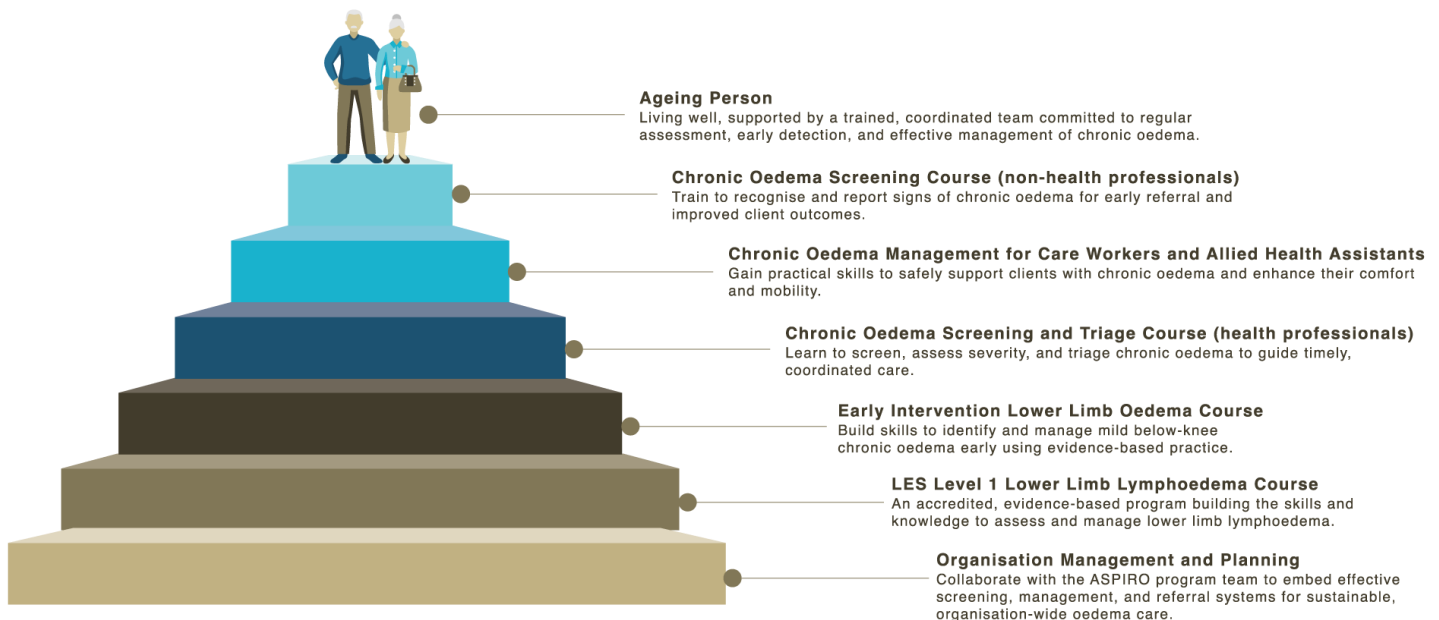 Ageing Person
Living well, supported by a trained, coordinated team committed to regular
assessment, early detection, and effective management of chronic oedema.
Chronic Oedema Screening Course (non-health professionals)
Train to recognise and report signs of chronic oedema for early referral and
improved client outcomes.
Chronic Oedema Management for Care Workers and Allied Health Assistants
Gain practical skills to safely support clients with chronic oedema and enhance their comfort
and mobility.
Chronic Oedema Screening and Triage Course (health professionals)
Learn to screen, assess severity, and triage chronic oedema to guide timely,
coordinated care.
Early Intervention Lower Limb Oedema Course
Build skills to identify and manage mild below-knee
chronic oedema early using evidence-based practice.
LES Level 1 Lower Limb Lymphoedema Course
An accredited, evidence-based program building the skills and
knowledge to assess and manage lower limb lymphoedema.
Organisation Management and Planning
Collaborate with the ASPIRO program team to embed effective
screening, management, and referral systems for sustainable,
organisation-wide oedema care.